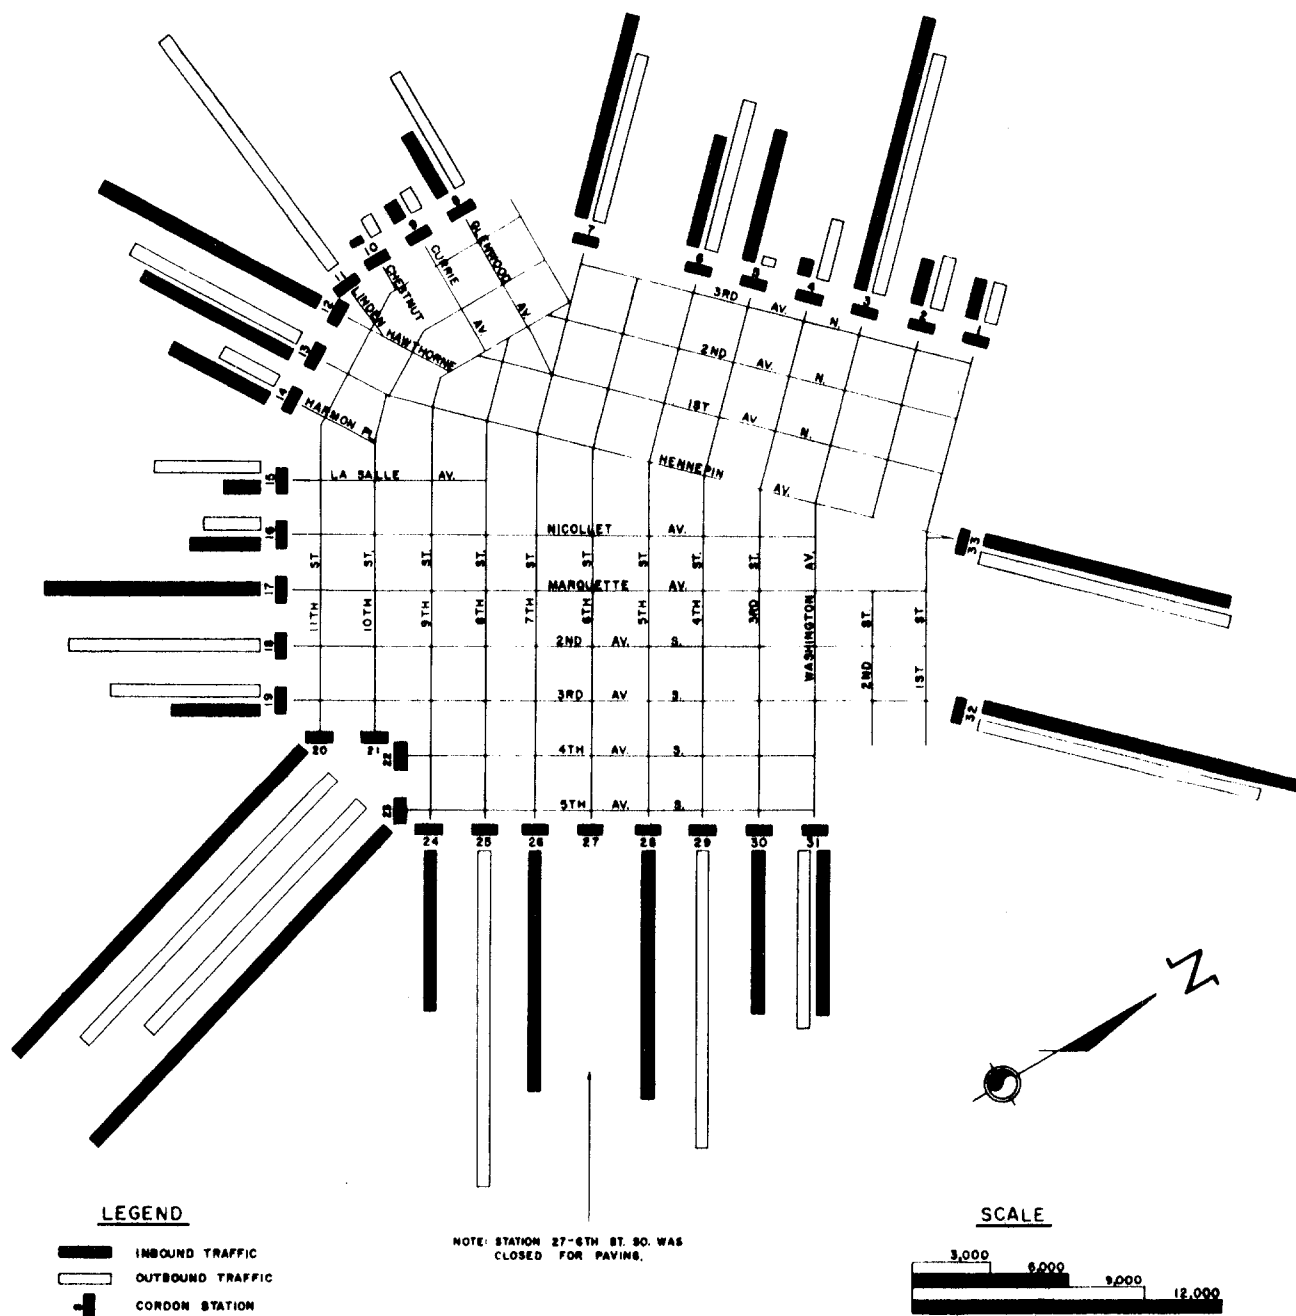 7
6
5
4
3
2
1
8
9
10
11
12
13
14
GLENWOOD AV.
CURRIE AV.
CHESTNUT
LINDEN
HAWTHORNE
HARMON PL.
3RD AV. N.
2ND AV. N.
1ST AV. N.
HENNEPIN AV.
15
LA SALLE AV.
16
NICOLLET AV.
17
MARQUETTE AV.
18
2ND AV. S.
19
3RD AV S.
20
21
22
4TH AV. S.
23
5TH AV. S.
11TH ST
10TH ST.
9TH ST.
8TH ST.
7TH ST.
6TH ST.
5TH ST.
4TH ST.
3RD ST.
WASHINGTON AV.
2ND ST.
1ST ST
33
32
24
25
26
27
28
29
30
31
N
LEGEND
INBOUND TRAFFIC
OUTBOUND TRAFFIC
8
CORDON STATION
NOTE: STATION 27-6TH ST. SO. WAS
CLOSED FOR PAVING.
SCALE
3,000
6,000
9,000
12,000